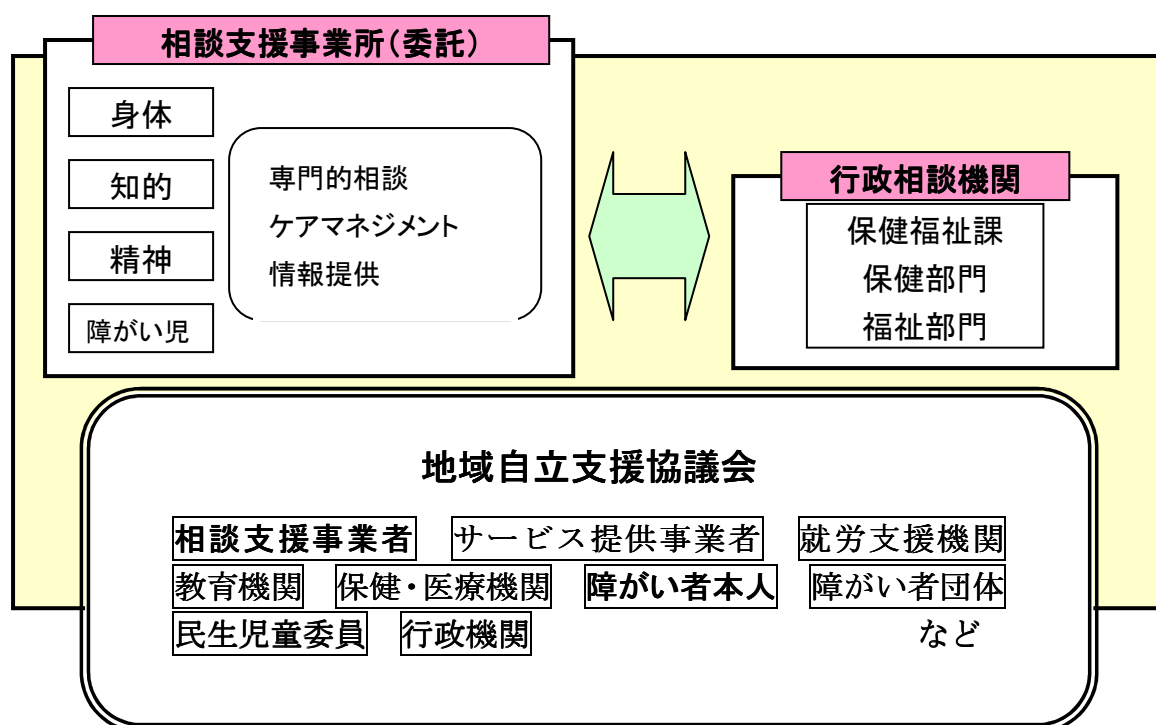 相談支援事業所(委託)
身体
知的
精神
障がい児
専門的相談
ケアマネジメント
情報提供
行政相談機関
保健福祉課
保健部門
福祉部門
地域自立支援協議会
相談支援事業者 サービス提供事業者 就労支援機関
教育機関 保健・医療機関 障がい者本人 障がい者団体
民生児童委員 行政機関 など